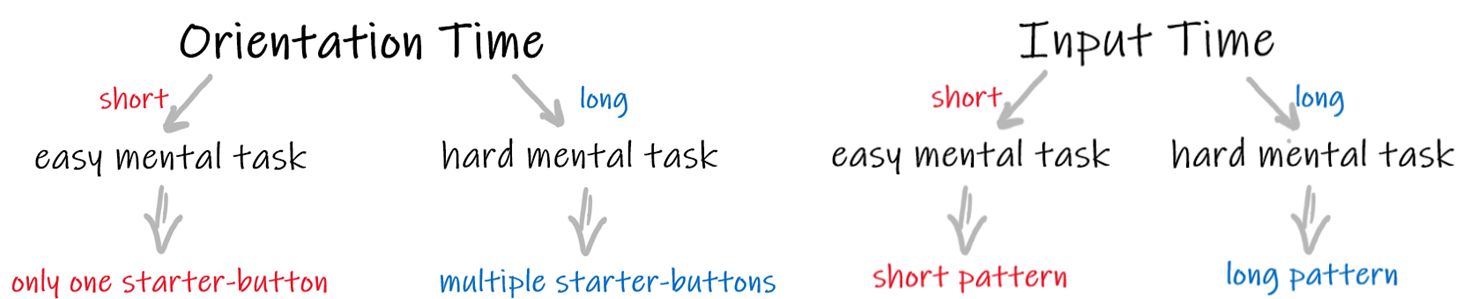 Orientation Time Input Time
short long short long
easy mental task hard mental task easy mental task hard mental task
only one starter-button multiple starter-buttons short pattern long pattern